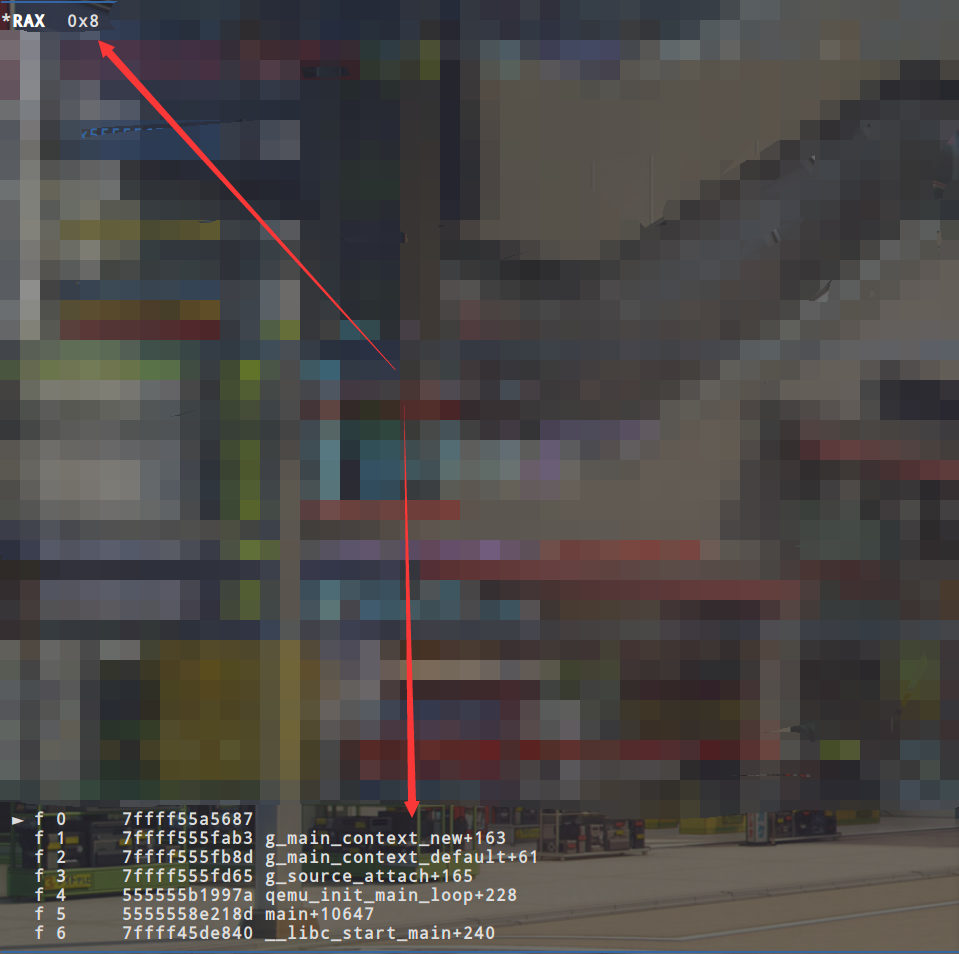 *RAX 0x8
► f 0 7ffff55a5687
f 1 7ffff555fab3 g_main_context_new+163
f 2 7ffff555fb8d g_main_context_default+61
f 3 7ffff555fd65 g_source_attach+165
f 4 555555b1997a qemu_init_main_loop+228
f 5 5555558e218d main+10647
f 6 7ffff45de840 __libc_start_main+240